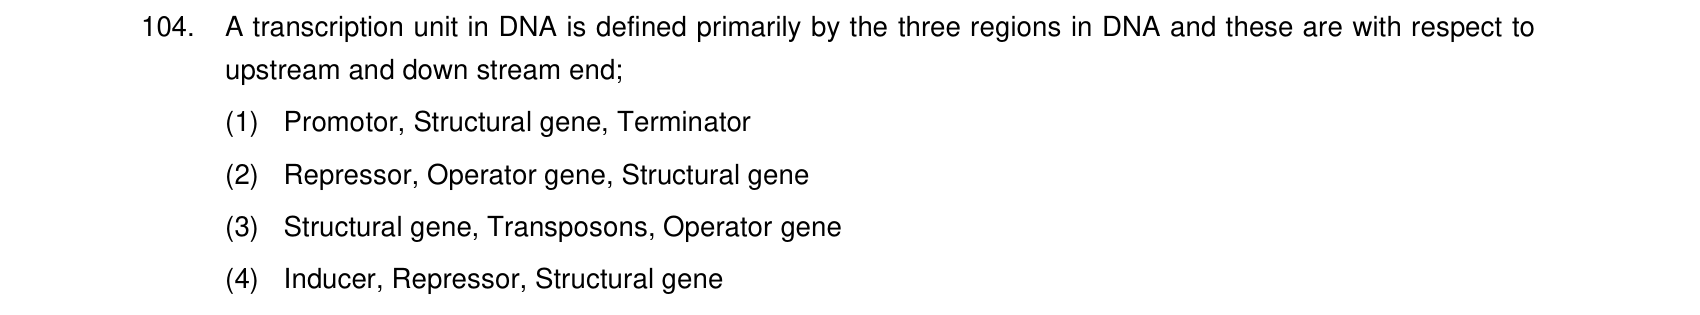 104. A transcription unit in DNA is defined primarily by the three regions in DNA and these are with respect to
upstream and down stream end;
(1) Promotor, Structural gene, Terminator
(2) Repressor, Operator gene, Structural gene
(3) Structural gene, Transposons, Operator gene
(4) Inducer, Repressor, Structural gene